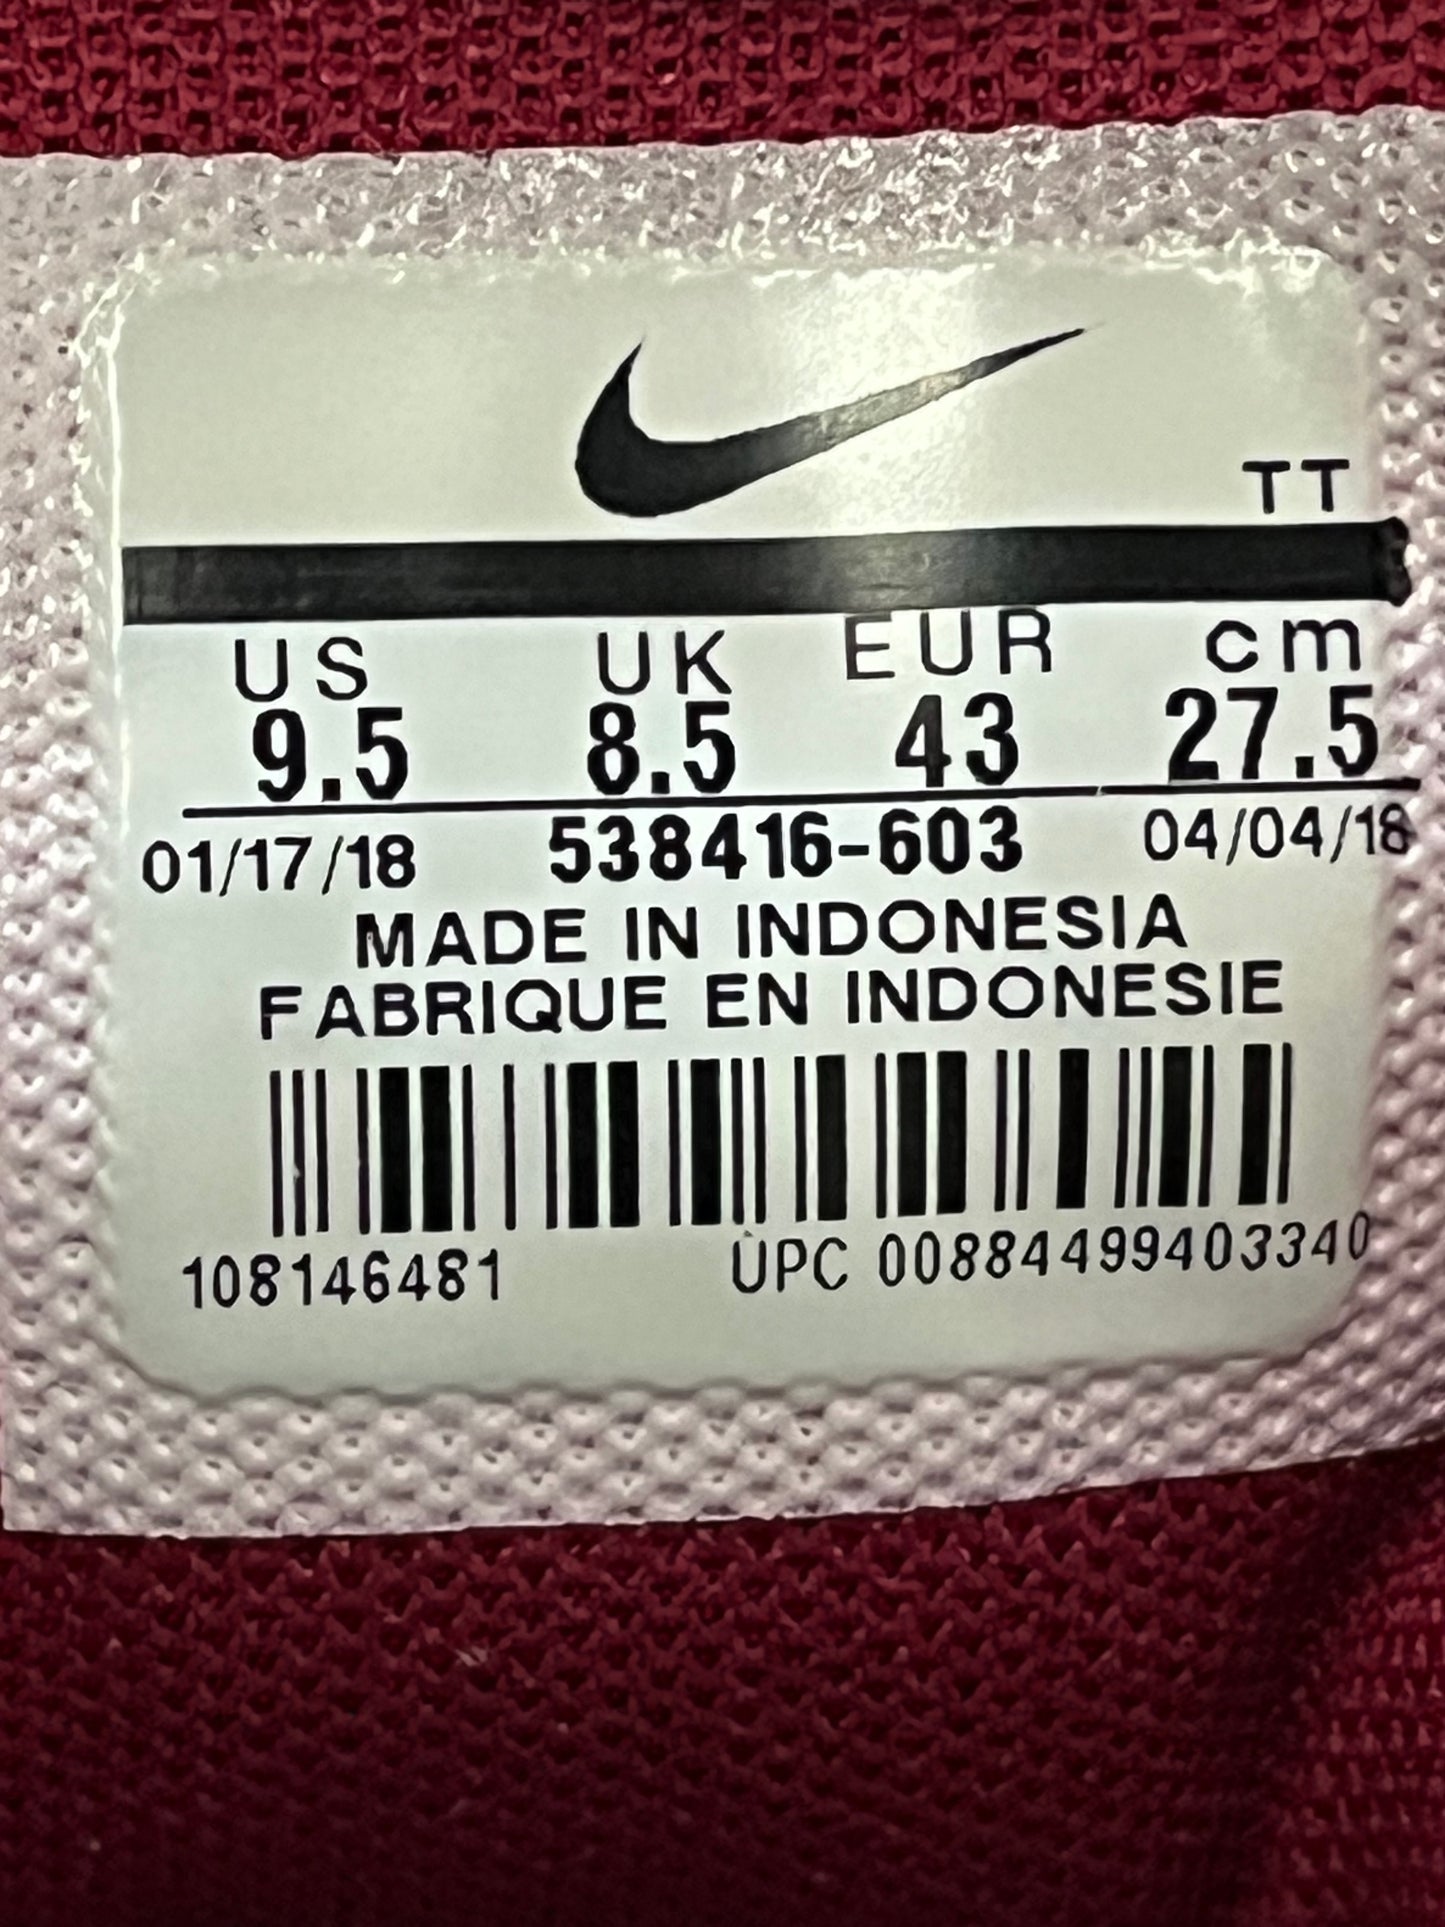 TT
US UK EUR cm
9.5 8.5 43 27.5
01/17/18 538416-603 04/04/18
MADE IN INDONESIA
FABRIQUE EN INDONESIE
108146481 UPC 00884499403340